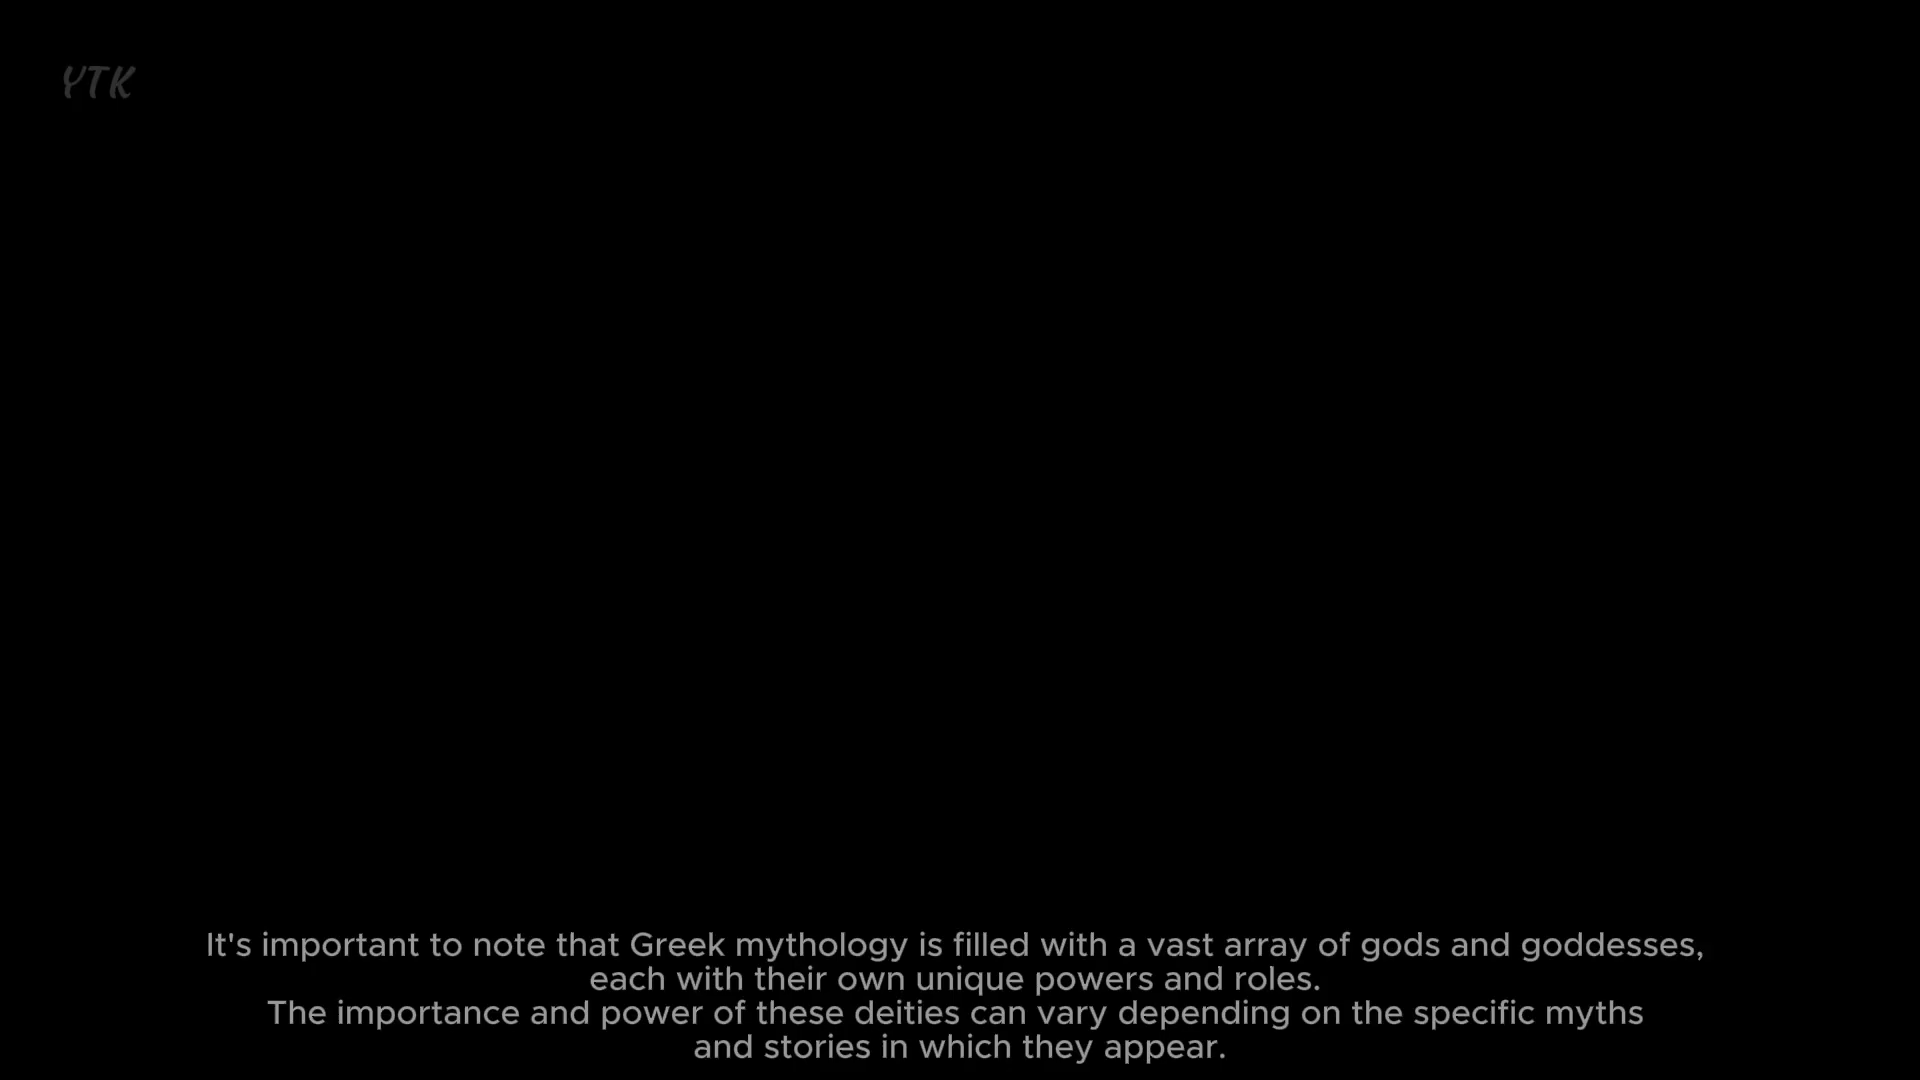 YTK
It's important to note that Greek mythology is filled with a vast array of gods and goddesses,
each with their own unique powers and roles.
The importance and power of these deities can vary depending on the specific myths
and stories in which they appear.